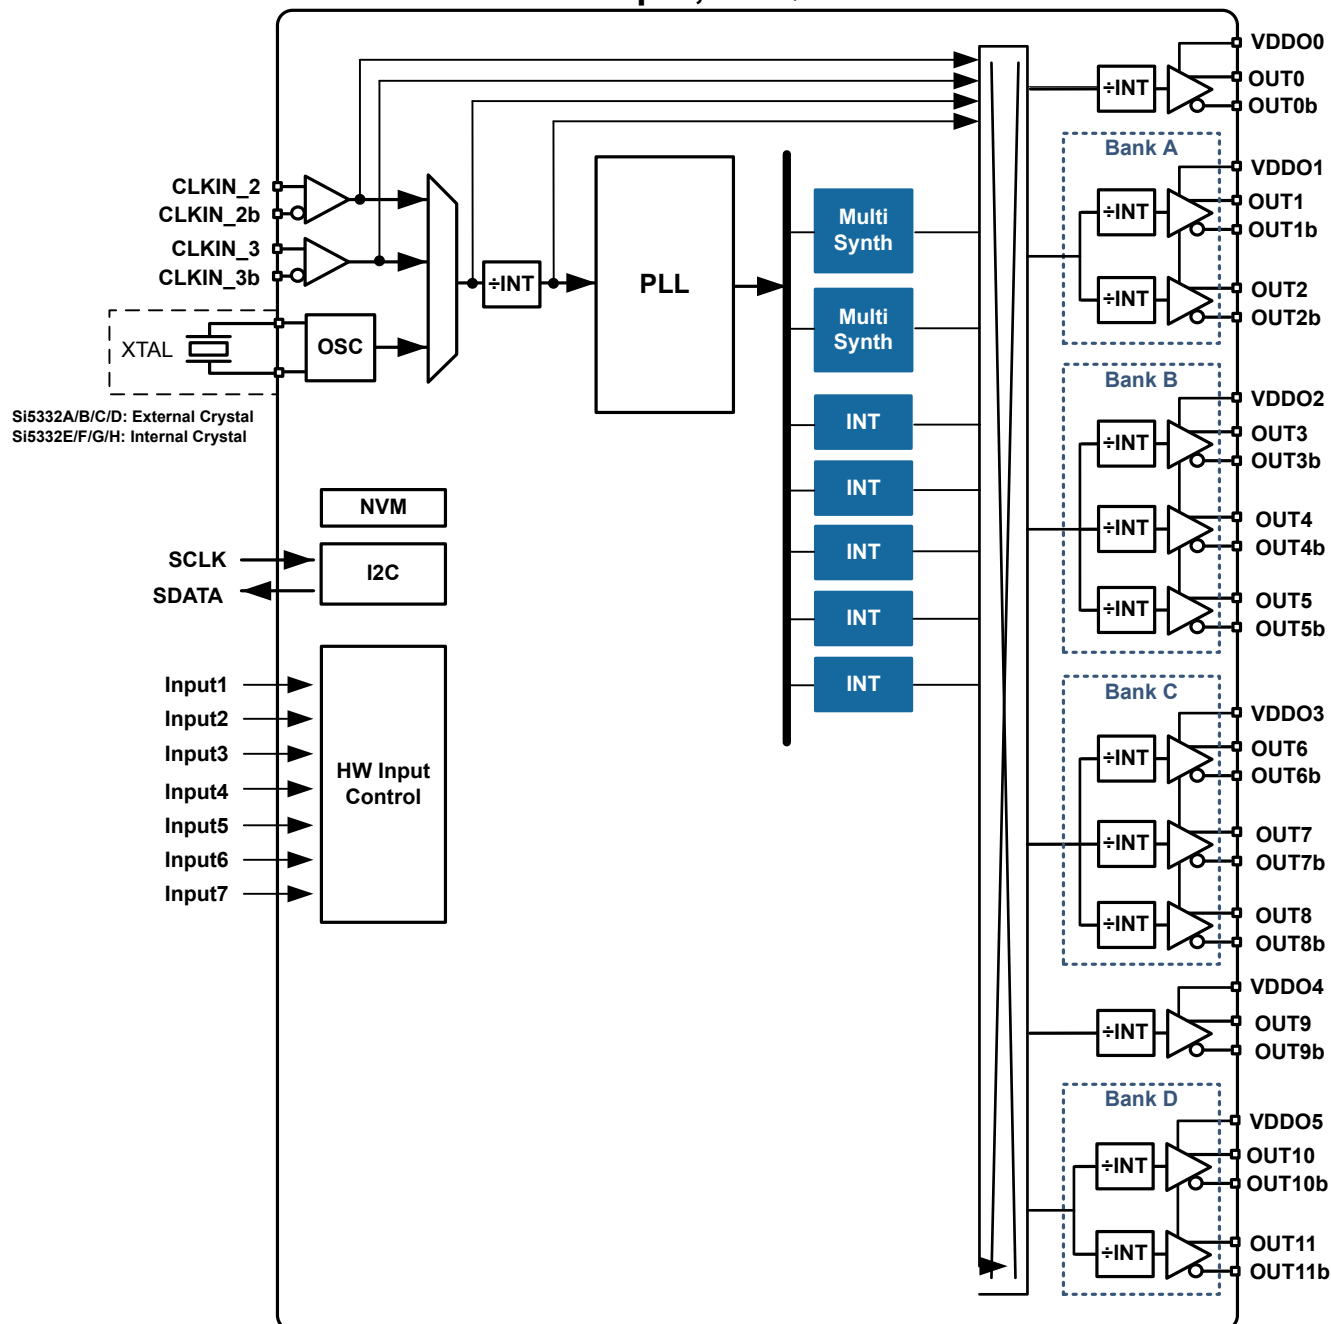 CLKIN_2
CLKIN_2b
CLKIN_3
CLKIN_3b
XTAL
OSC
Si5332A/B/C/D: External Crystal
Si5332E/F/G/H: Internal Crystal
÷INT
PLL
NVM
SCLK
SDATA
I2C
Input1
Input2
Input3
Input4
Input5
Input6
Input7
HW Input
Control
Multi
Synth
Multi
Synth
INT
INT
INT
INT
INT
÷INT
VDDO0
OUT0
OUT0b
Bank A
÷INT
÷INT
VDDO1
OUT1
OUT1b
OUT2
OUT2b
Bank B
÷INT
÷INT
÷INT
VDDO2
OUT3
OUT3b
OUT4
OUT4b
OUT5
OUT5b
Bank C
÷INT
÷INT
÷INT
VDDO3
OUT6
OUT6b
OUT7
OUT7b
OUT8
OUT8b
÷INT
VDDO4
OUT9
OUT9b
Bank D
÷INT
÷INT
VDDO5
OUT10
OUT10b
OUT11
OUT11b